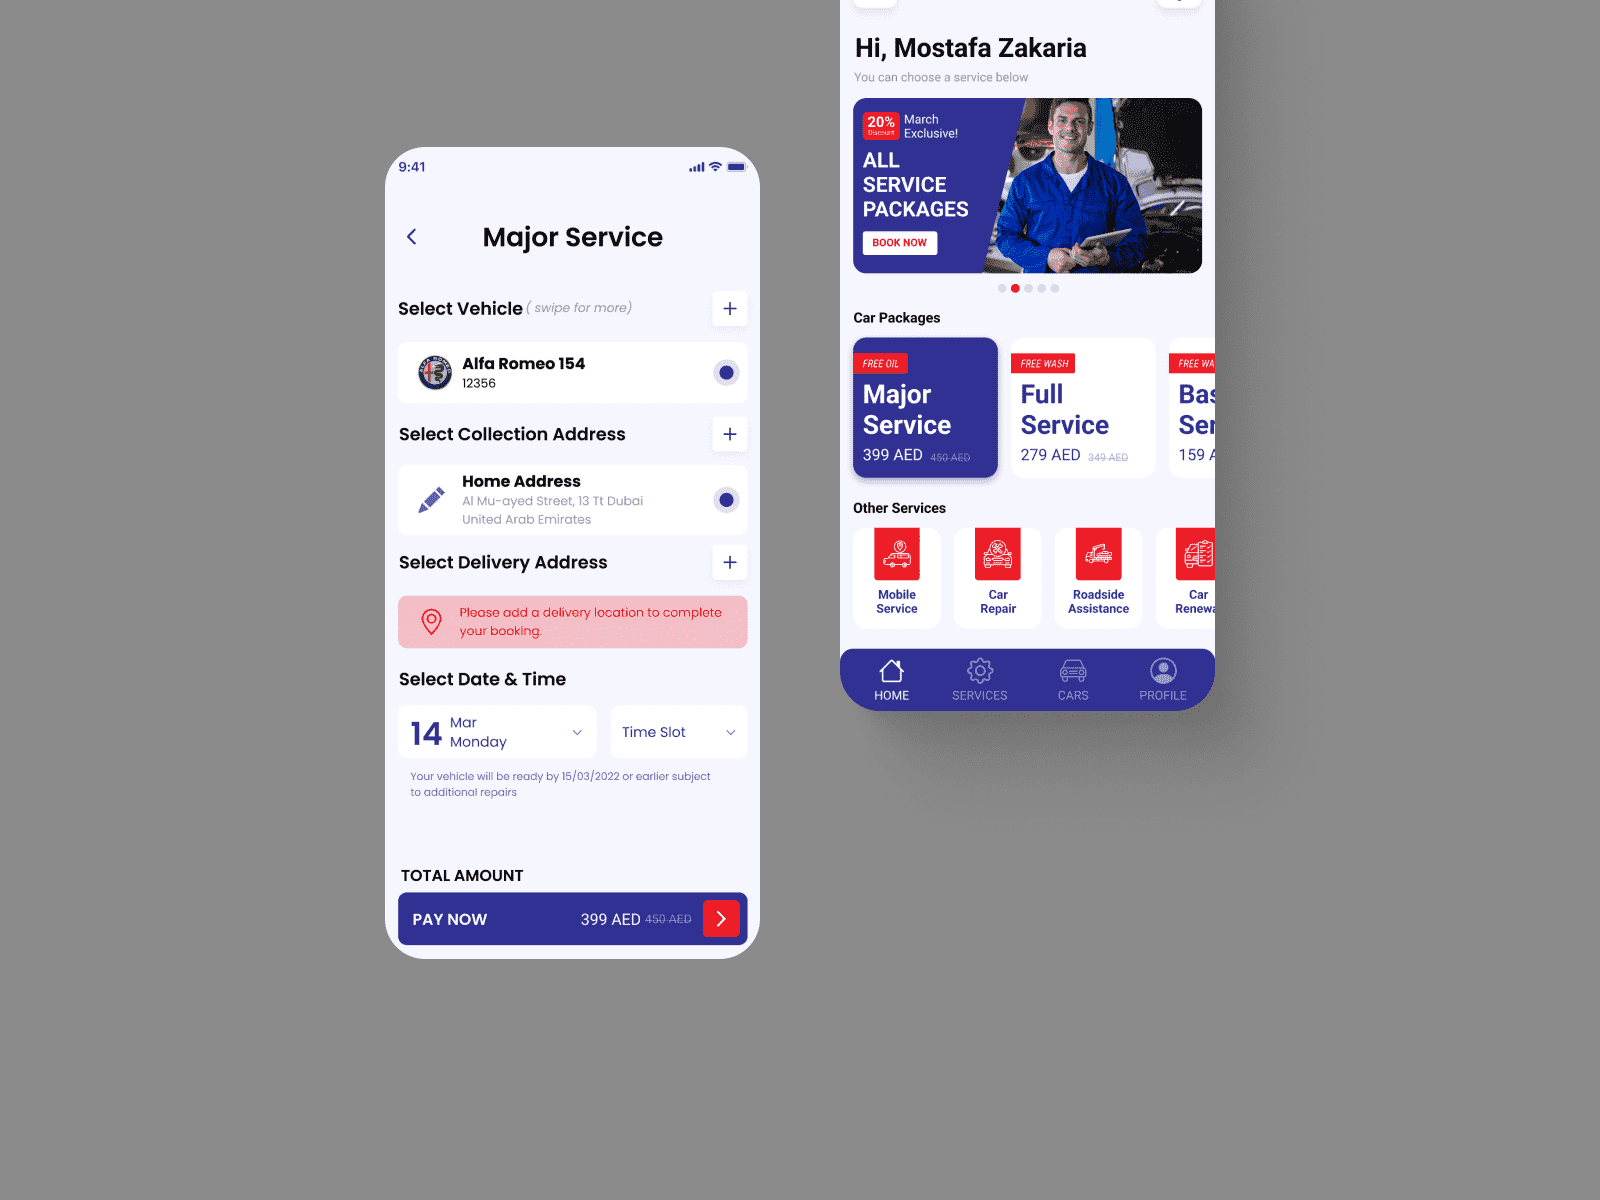 9:41
Major Service
Select Vehicle ( swipe for more)
Alfa Romeo 154
12356
Select Collection Address
Home Address
Al Mu-ayed Street, 13 Tt Dubai
United Arab Emirates
Select Delivery Address
Please add a delivery location to complete
your booking.
Select Date & Time
14
Mar
Monday
Time Slot
Your vehicle will be ready by 15/03/2022 or earlier subject
to additional repairs
TOTAL AMOUNT
PAY NOW 399 AED 450 AED
Hi, Mostafa Zakaria
You can choose a service below
20%
Discount
March
Exclusive!
ALL
SERVICE
PACKAGES
BOOK NOW
Car Packages
FREE OIL
Major
Service
399 AED 450 AED
FREE WASH
Full
Service
279 AED 349 AED
FREE WA
Bas
Ser
159 A
Other Services
Mobile
Service
Car
Repair
Roadside
Assistance
Car
Renewa
HOME
SERVICES
CARS
PROFILE